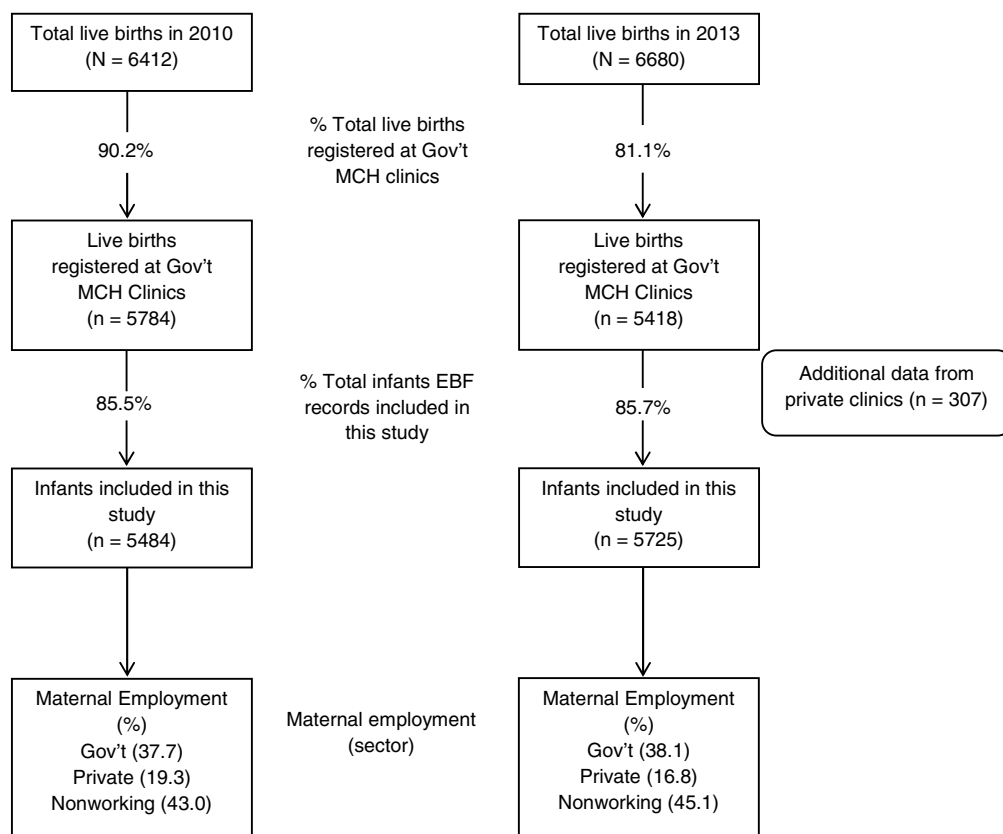 Total live births in 2010
(N = 6412)
Total live births in 2013
(N = 6680)
% Total live births
registered at Gov't
MCH clinics
90.2%
81.1%
Live births
registered at Gov't
MCH Clinics
(n = 5784)
Live births
registered at Gov't
MCH Clinics
(n = 5418)
% Total infants EBF
records included in
this study
85.5%
85.7%
Additional data from
private clinics (n = 307)
Infants included in this
study
(n = 5484)
Infants included in this
study
(n = 5725)
Maternal Employment
(%)
Gov't (37.7)
Private (19.3)
Nonworking (43.0)
Maternal employment
(sector)
Maternal Employment
(%)
Gov't (38.1)
Private (16.8)
Nonworking (45.1)